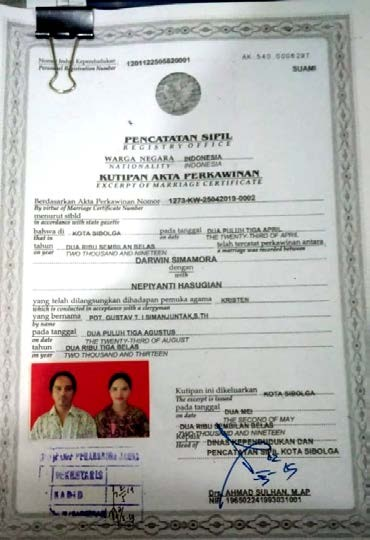 Nomor Induk Kependudukan 1201122505820001 AK 540 0006297
Personal Registration Number SUAMI
PENCATATAN SIPIL
REGISTRY OFFICE
WARGA NEGARA INDONESIA
NATIONALITY INDONESIA
KUTIPAN AKTA PERKAWINAN
EXCERPT OF MARRIAGE CERTIFICATE
Berdasarkan Akta Perkawinan Nomor 1273-KW-25042019-0002
By virtue of Marriage Certificate Number
menurut stbld
in accordance with state gazette
bahwa di KOTA SIBOLGA pada tanggal DUA PULUH TIGA APRIL
that in on date THE TWENTY-THIRD OF APRIL
tahun DUA RIBU SEMBILAN BELAS telah tercatat perkawinan antara
on year TWO THOUSAND AND NINETEEN a marriage was recorded between
DARWIN SIMAMORA
dengan
with
NEPIYANTI HASUGIAN
yang telah dilangsungkan dihadapan pemuka agama KRISTEN
which is conducted in acceptance with a clergyman
yang bernama PDT. GUSTAV T. I SIMANJUNTAK,S.TH
by name
pada tanggal DUA PULUH TIGA AGUSTUS
on date THE TWENTY-THIRD OF AUGUST
tahun DUA RIBU TIGA BELAS
on year TWO THOUSAND AND THIRTEEN
Kutipan ini dikeluarkan KOTA SIBOLGA
The excerpt is issued
pada tanggal DUA MEI
on date THE SECOND OF MAY
DUA RIBU SEMBILAN BELAS
TWO THOUSAND AND NINETEEN
Kepala DINAS KEPENDUDUKAN DAN
Head of PENCATATAN SIPIL KOTA SIBOLGA
SEKRETARIS
KABID
Drs. AHMAD SULHAN, M.AP
NIP. 196502241993031001